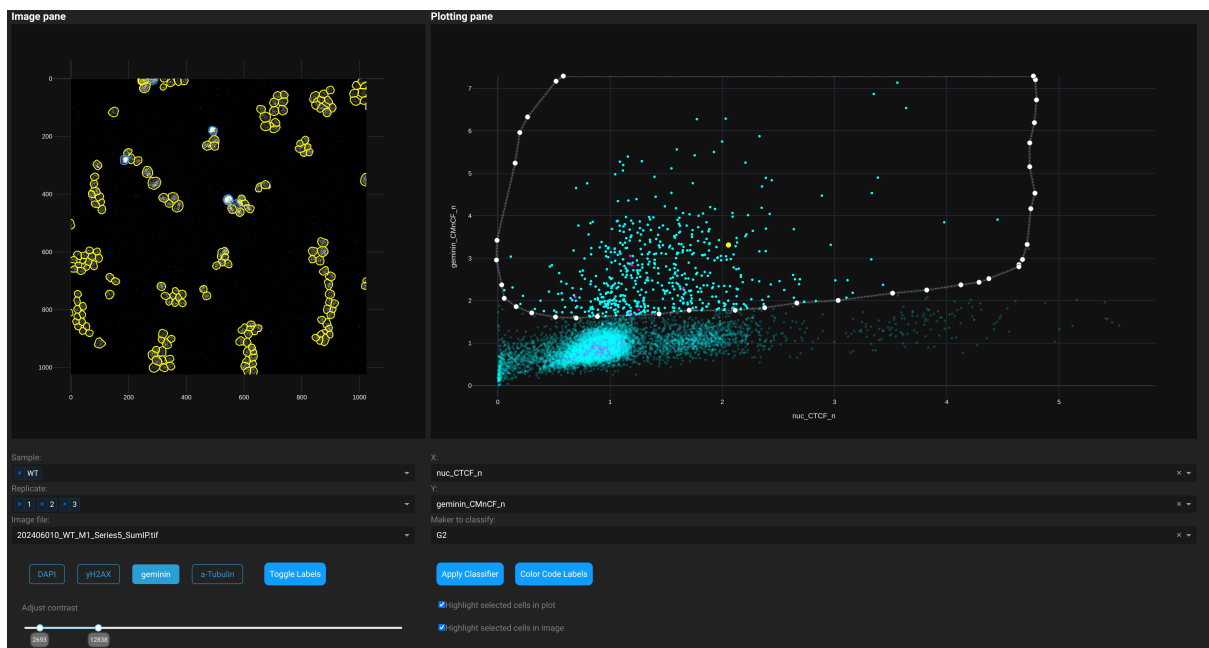 Image pane
Plotting pane
0
200
400
600
800
1000
0
200
400
600
800
1000
7
6
5
4
3
2
1
0
geminin_CMnCF_n
0
1
2
3
4
5
nuc_CTCF_n
Sample:
× WT
Replicate:
× 1 × 2 × 3
Image file:
202406010_WT_M1_Series5_SumIP.tif
DAPI
yH2AX
geminin
a-Tubulin
Toggle Labels
Adjust contrast
2693
12838
X:
nuc_CTCF_n
Y:
geminin_CMnCF_n
Maker to classify:
G2
Apply Classifier
Color Code Labels
Highlight selected cells in plot
Highlight selected cells in image